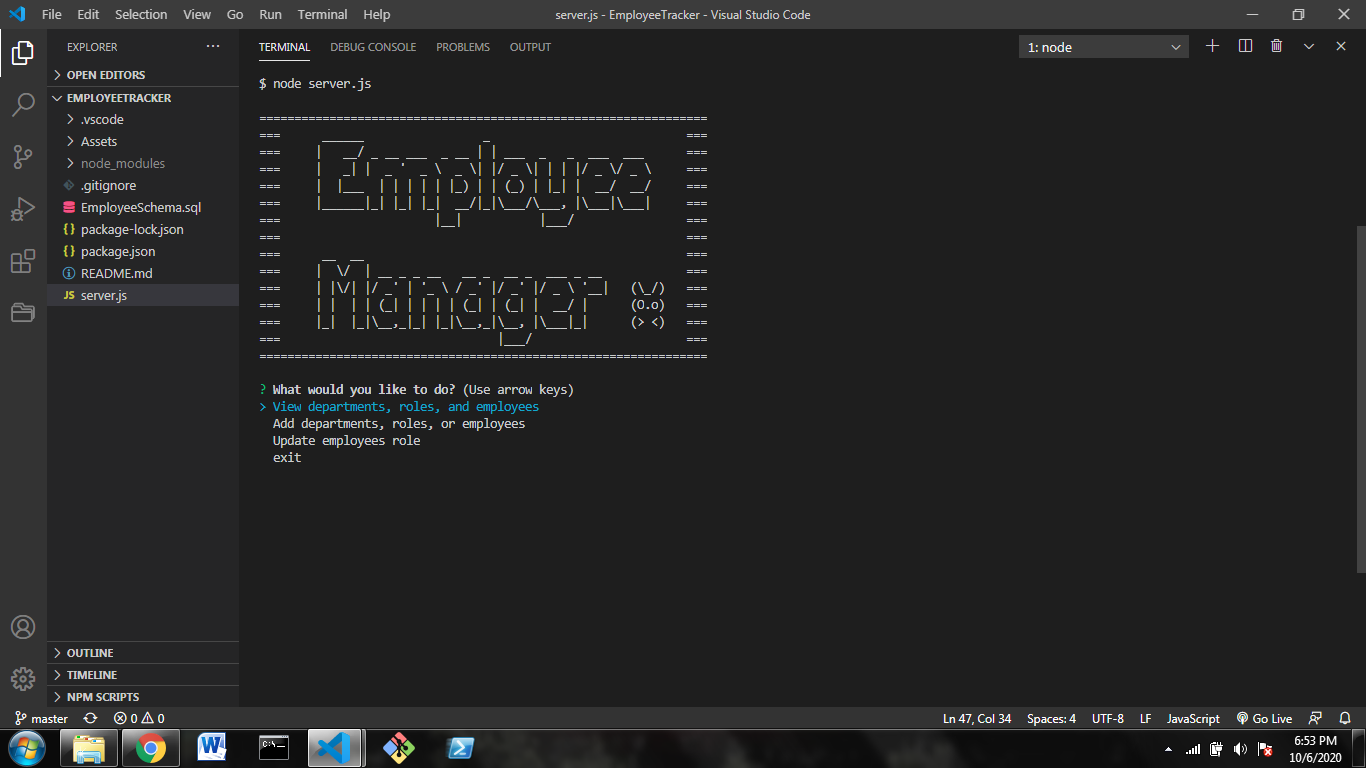 File Edit Selection View Go Run Terminal Help
server.js - EmployeeTracker - Visual Studio Code
EXPLORER
OPEN EDITORS
EMPLOYEETRACKER
.vscode
Assets
node_modules
.gitignore
EmployeeSchema.sql
package-lock.json
package.json
README.md
JS server.js
OUTLINE
TIMELINE
NPM SCRIPTS
TERMINAL DEBUG CONSOLE PROBLEMS OUTPUT
1: node
$ node server.js
Employee
Manager
(\_/)
(O.o)
(> <)
? What would you like to do? (Use arrow keys)
> View departments, roles, and employees
Add departments, roles, or employees
Update employees role
exit
master 0 0
Ln 47, Col 34 Spaces: 4 UTF-8 LF JavaScript Go Live
6:53 PM
10/6/2020